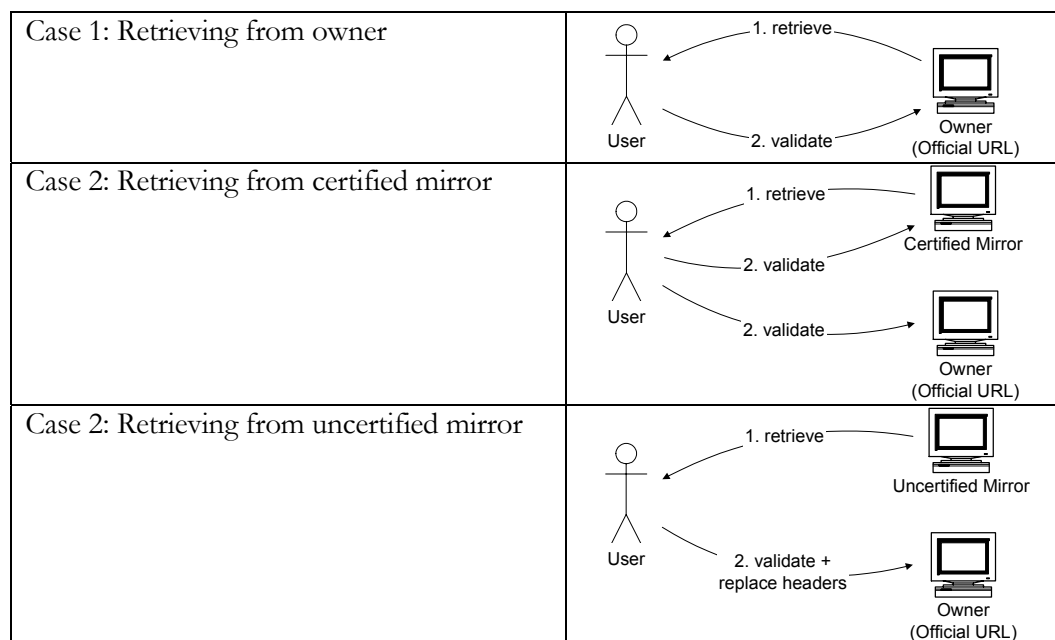 Case 1: Retrieving from owner
1. retrieve
User
2. validate
Owner
(Official URL)
Case 2: Retrieving from certified mirror
1. retrieve
Certified Mirror
2. validate
User
2. validate
Owner
(Official URL)
Case 2: Retrieving from uncertified mirror
1. retrieve
Uncertified Mirror
User
2. validate +
replace headers
Owner
(Official URL)